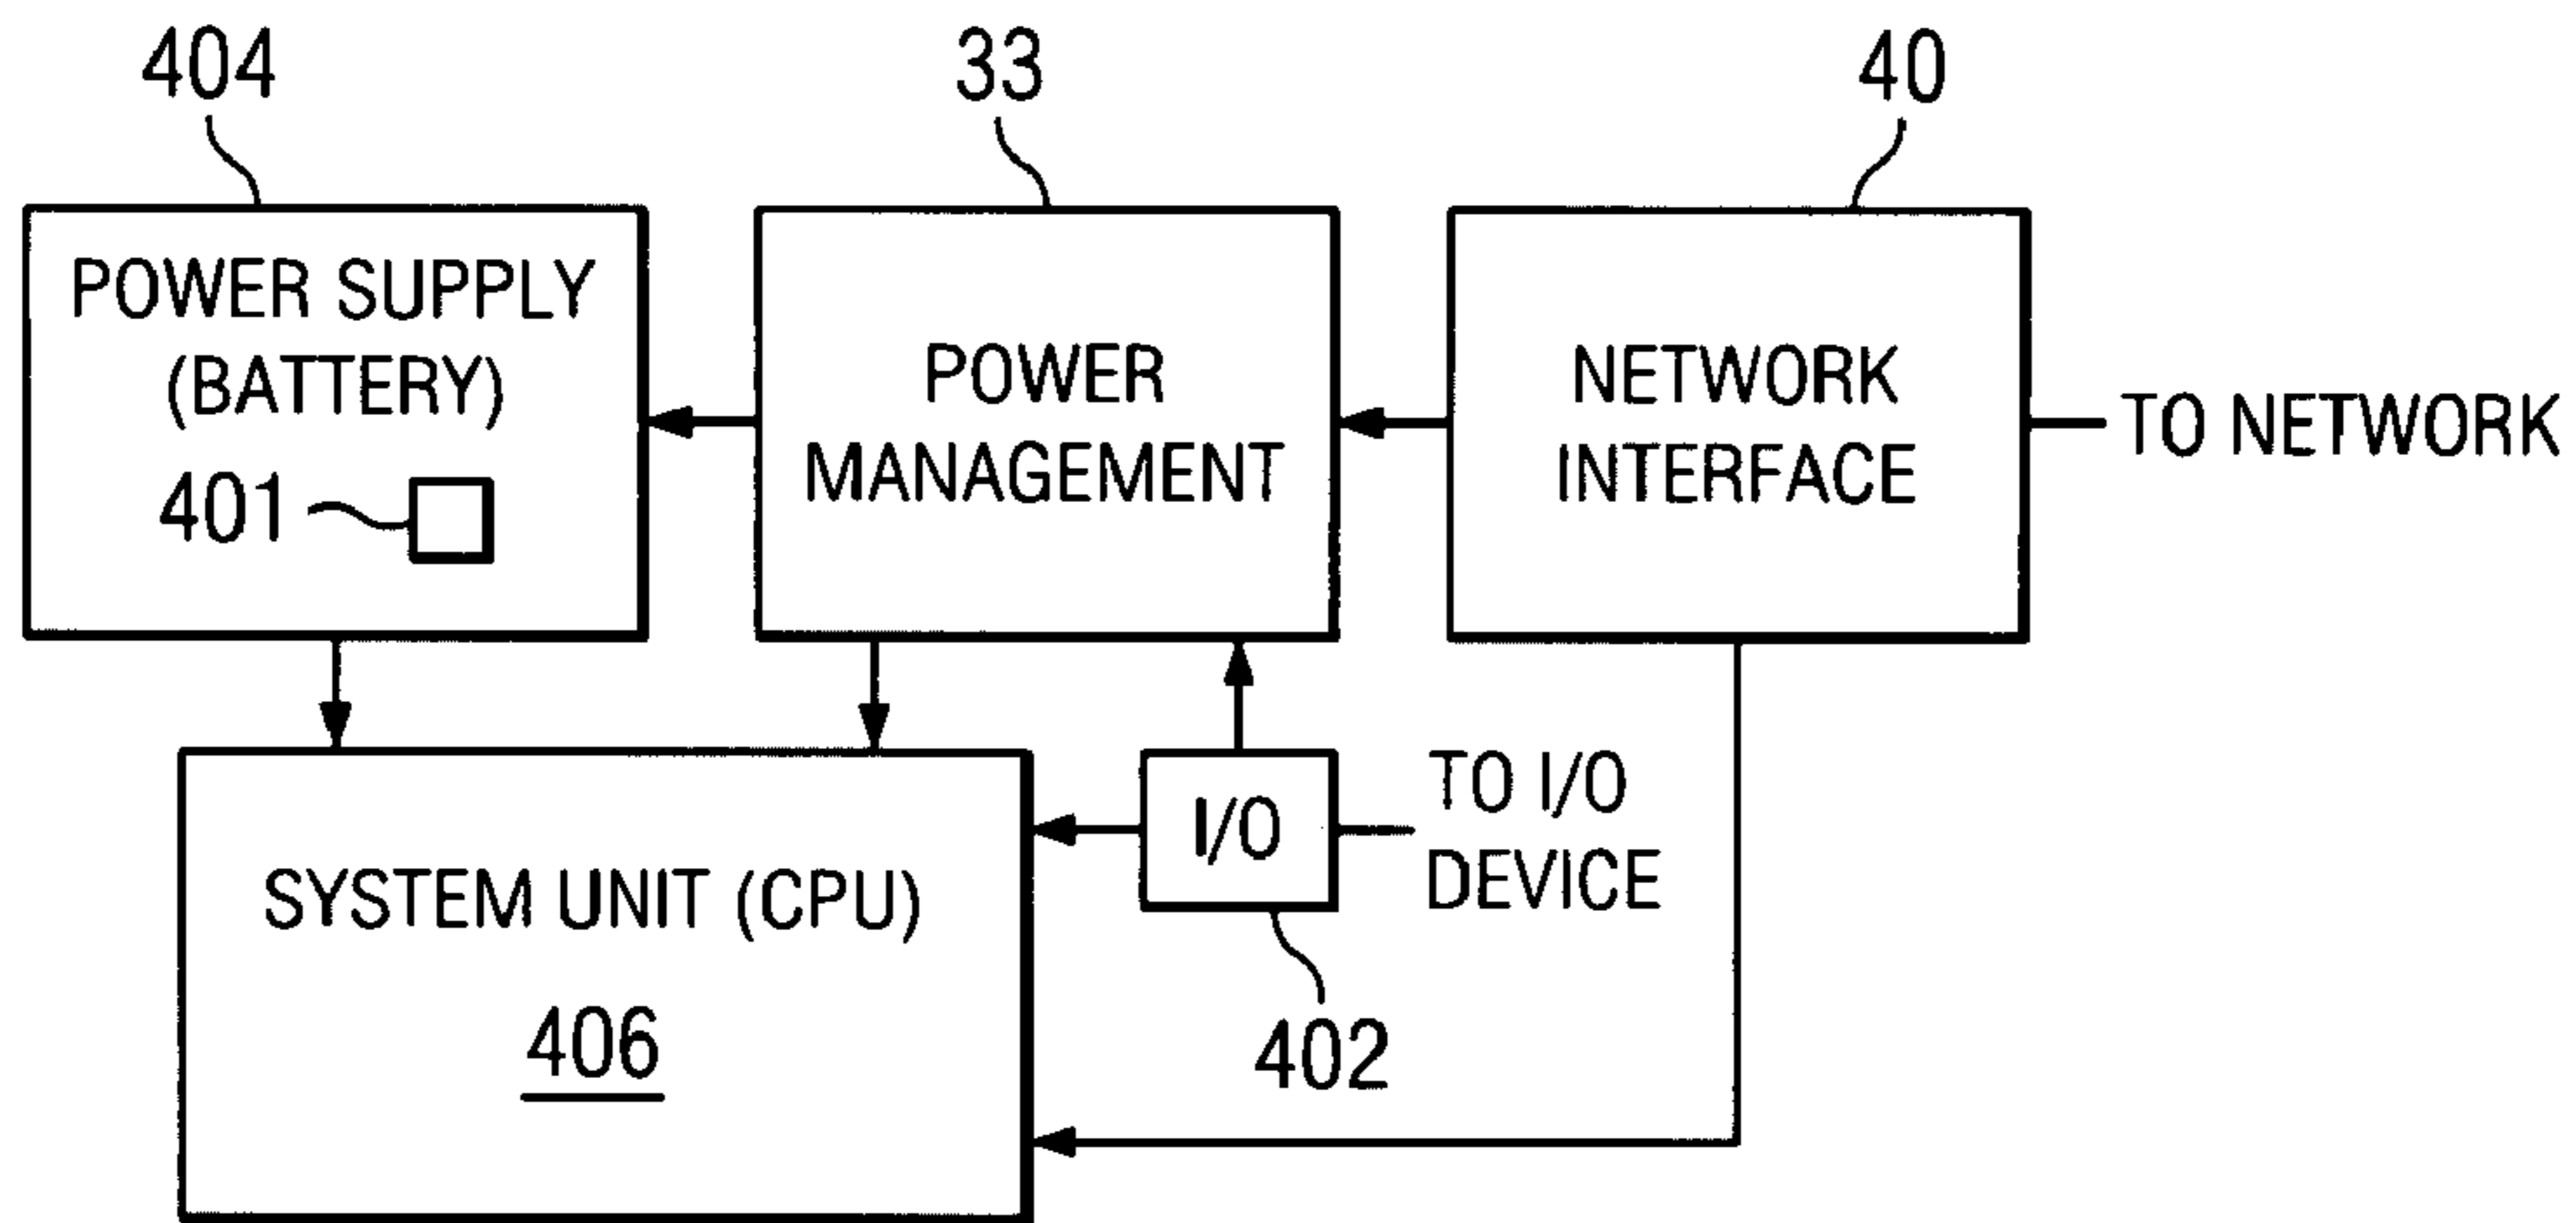 404
33
40
POWER SUPPLY
(BATTERY)
401
POWER
MANAGEMENT
NETWORK
INTERFACE
TO NETWORK
SYSTEM UNIT (CPU)
406
I/O
TO I/O
DEVICE
402